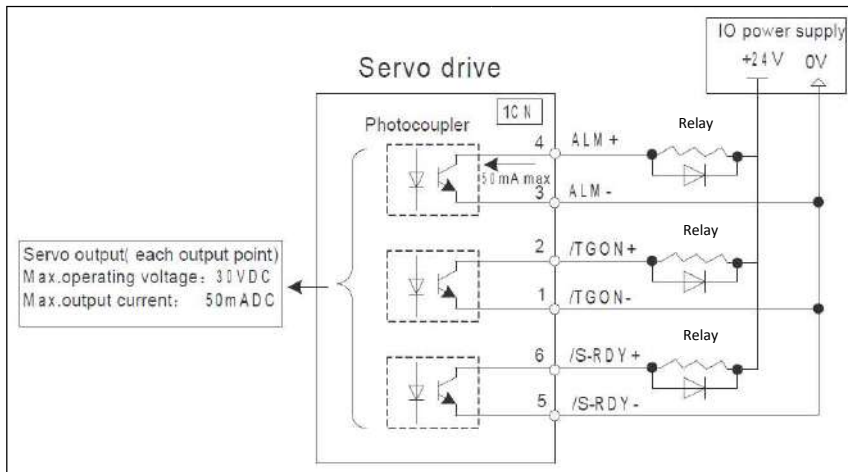 IO power supply
+24V 0V
Servo drive
1CN
Photocoupler
Relay
4 ALM+
50mA max
3 ALM-
Relay
2 /TGON+
1 /TGON-
Servo output( each output point)
Max.operating voltage: 30VDC
Max.output current: 50mADC
Relay
6 /S-RDY+
5 /S-RDY-